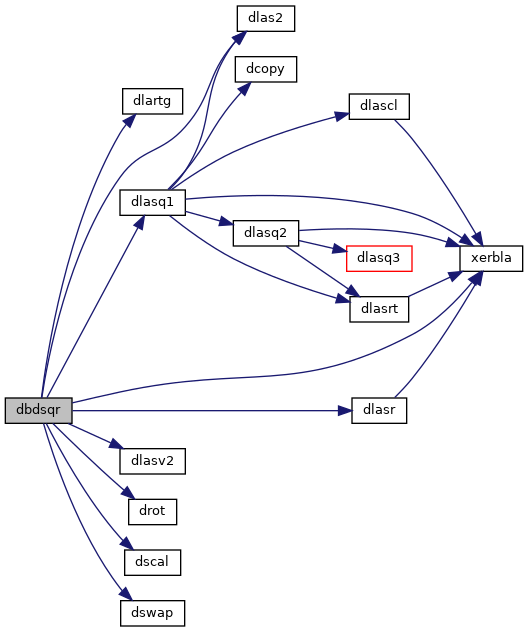 dlas2
dcopy
dlartg
dlascl
dlasq1
dlasq2
dlasq3
xerbla
dlasrt
dbdsqr
dlasr
dlasv2
drot
dscal
dswap